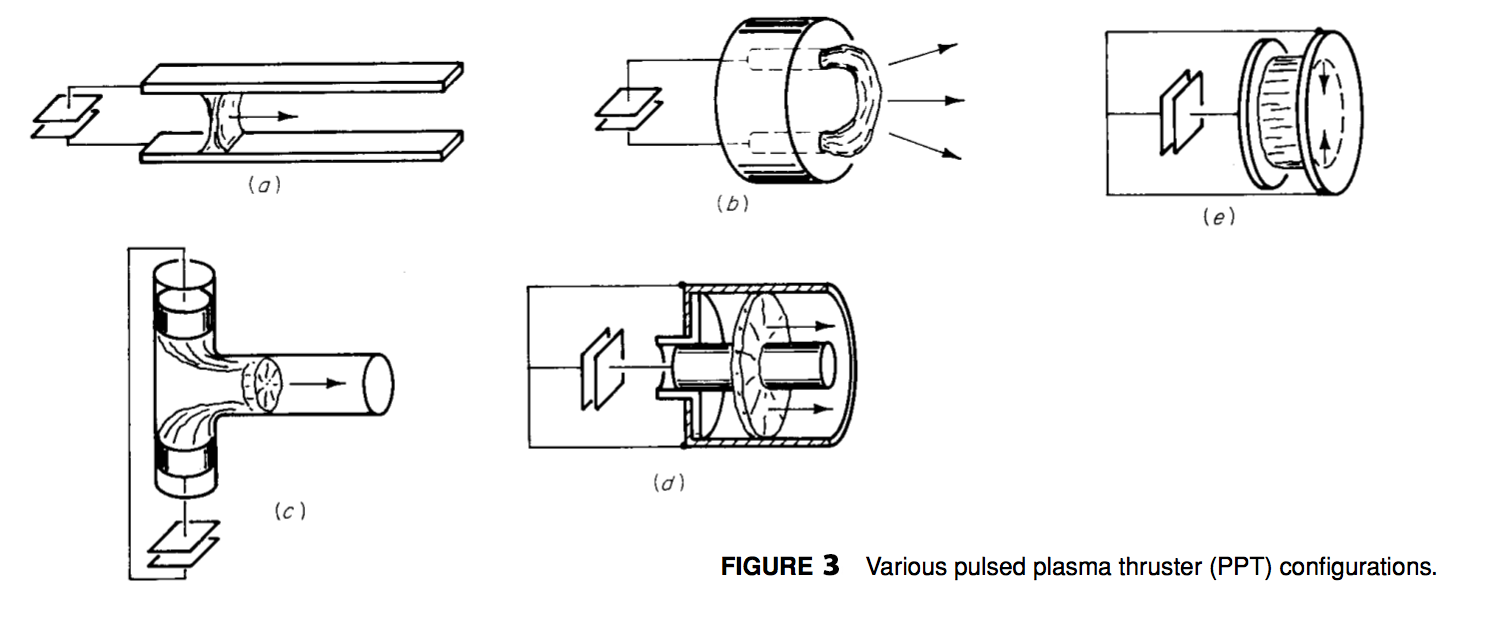 (a)
(b)
(e)
(c)
(d)
FIGURE 3 Various pulsed plasma thruster (PPT) configurations.